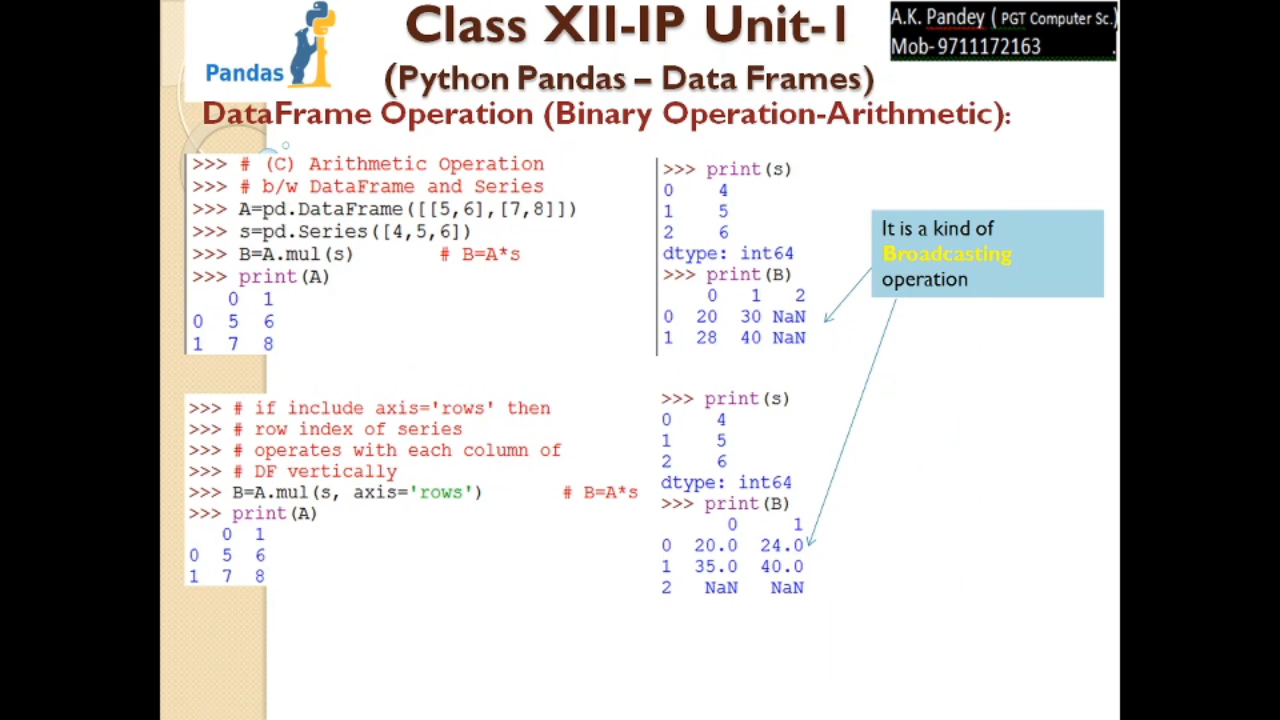 Pandas
Class XII-IP Unit-1
(Python Pandas – Data Frames)
A.K. Pandey ( PGT Computer Sc.)
Mob- 9711172163 .
DataFrame Operation (Binary Operation-Arithmetic):
>>> # (C) Arithmetic Operation
>>> # b/w DataFrame and Series
>>> A=pd.DataFrame([[5,6],[7,8]])
>>> s=pd.Series([4,5,6])
>>> B=A.mul(s) # B=A*s
>>> print(A)
0 1
0 5 6
1 7 8
>>> print(s)
0 4
1 5
2 6
dtype: int64
>>> print(B)
0 1 2
0 20 30 NaN
1 28 40 NaN
It is a kind of
Broadcasting
operation
>>> # if include axis='rows' then
>>> # row index of series
>>> # operates with each column of
>>> # DF vertically
>>> B=A.mul(s, axis='rows') # B=A*s
>>> print(A)
0 1
0 5 6
1 7 8
>>> print(s)
0 4
1 5
2 6
dtype: int64
>>> print(B)
0 1
0 20.0 24.0
1 35.0 40.0
2 NaN NaN